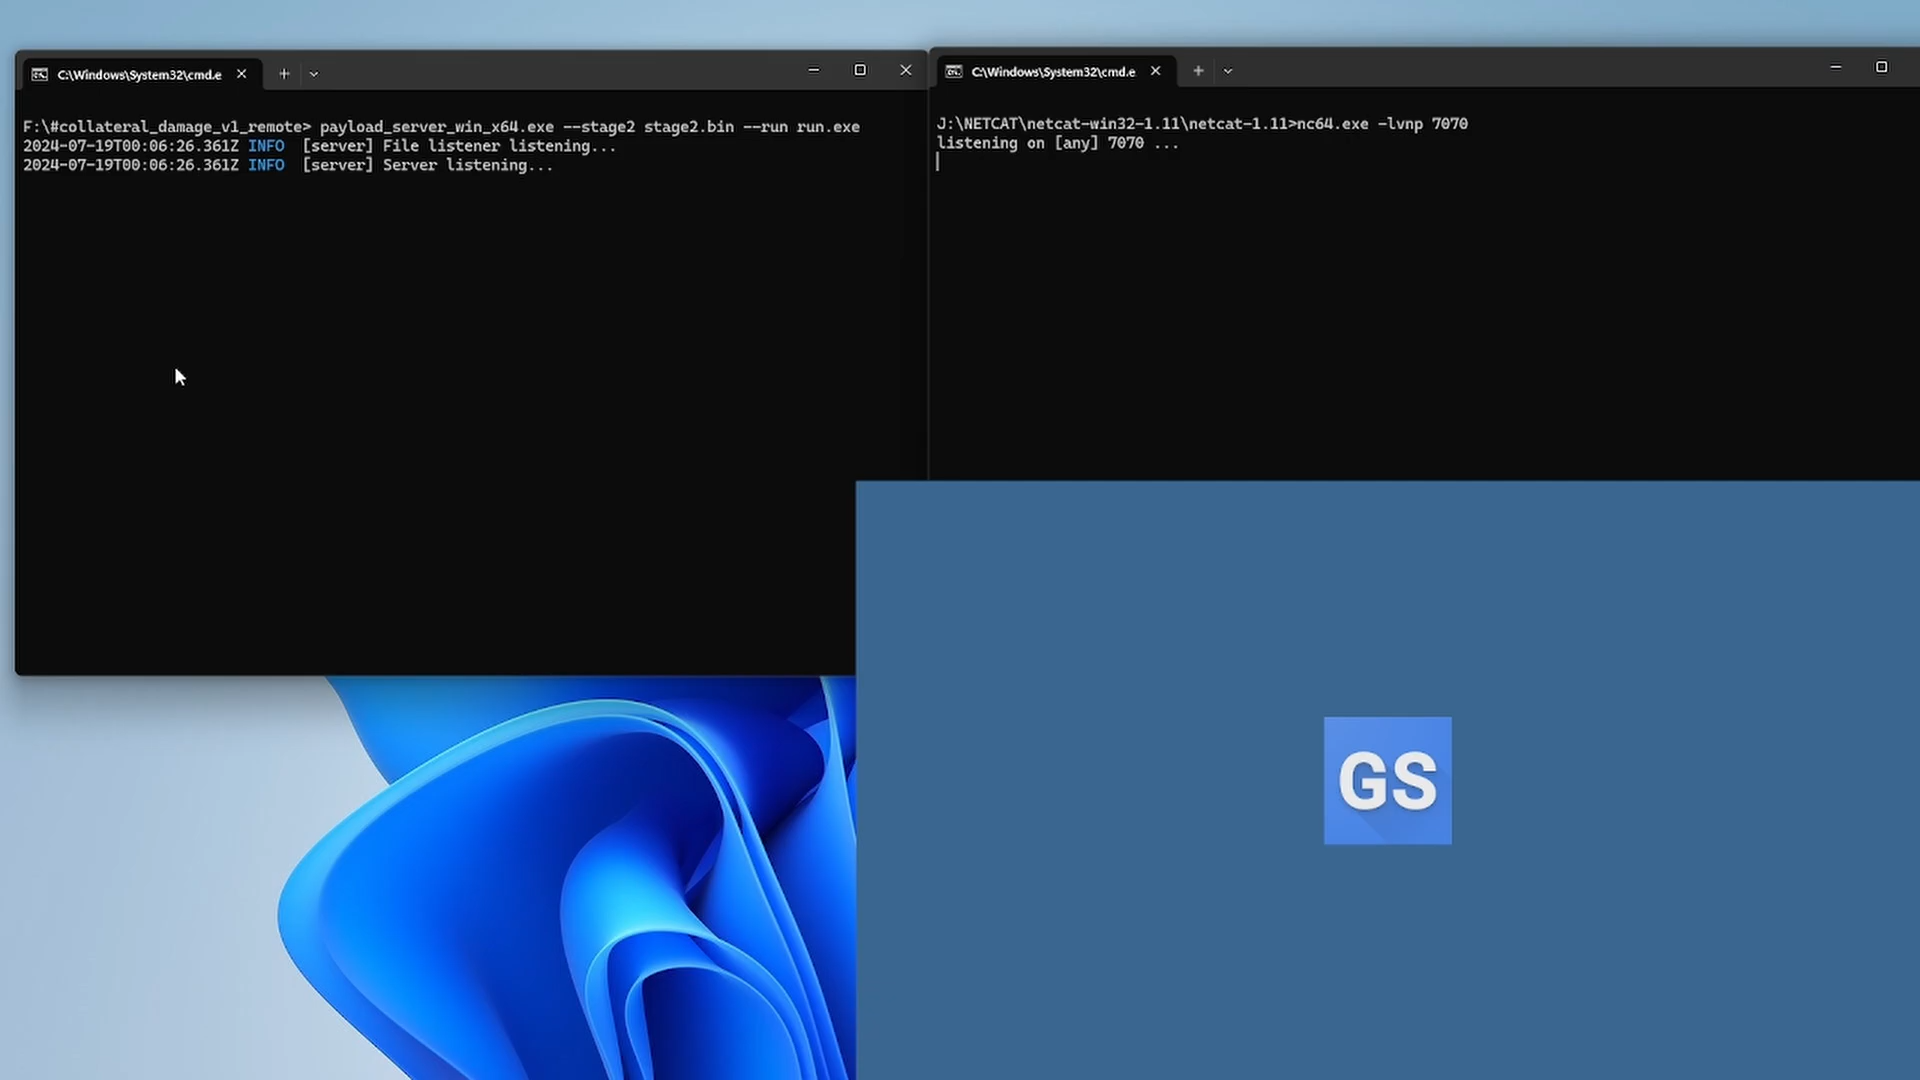 C:\Windows\System32\cmd.e
F:\#collateral_damage_v1_remote> payload_server_win_x64.exe --stage2 stage2.bin --run run.exe
2024-07-19T00:06:26.361Z INFO  [server] File listener listening...
2024-07-19T00:06:26.361Z INFO  [server] Server listening...
C:\Windows\System32\cmd.e
J:\NETCAT\netcat-win32-1.11\netcat-1.11>nc64.exe -lvnp 7070
listening on [any] 7070 ...
GS